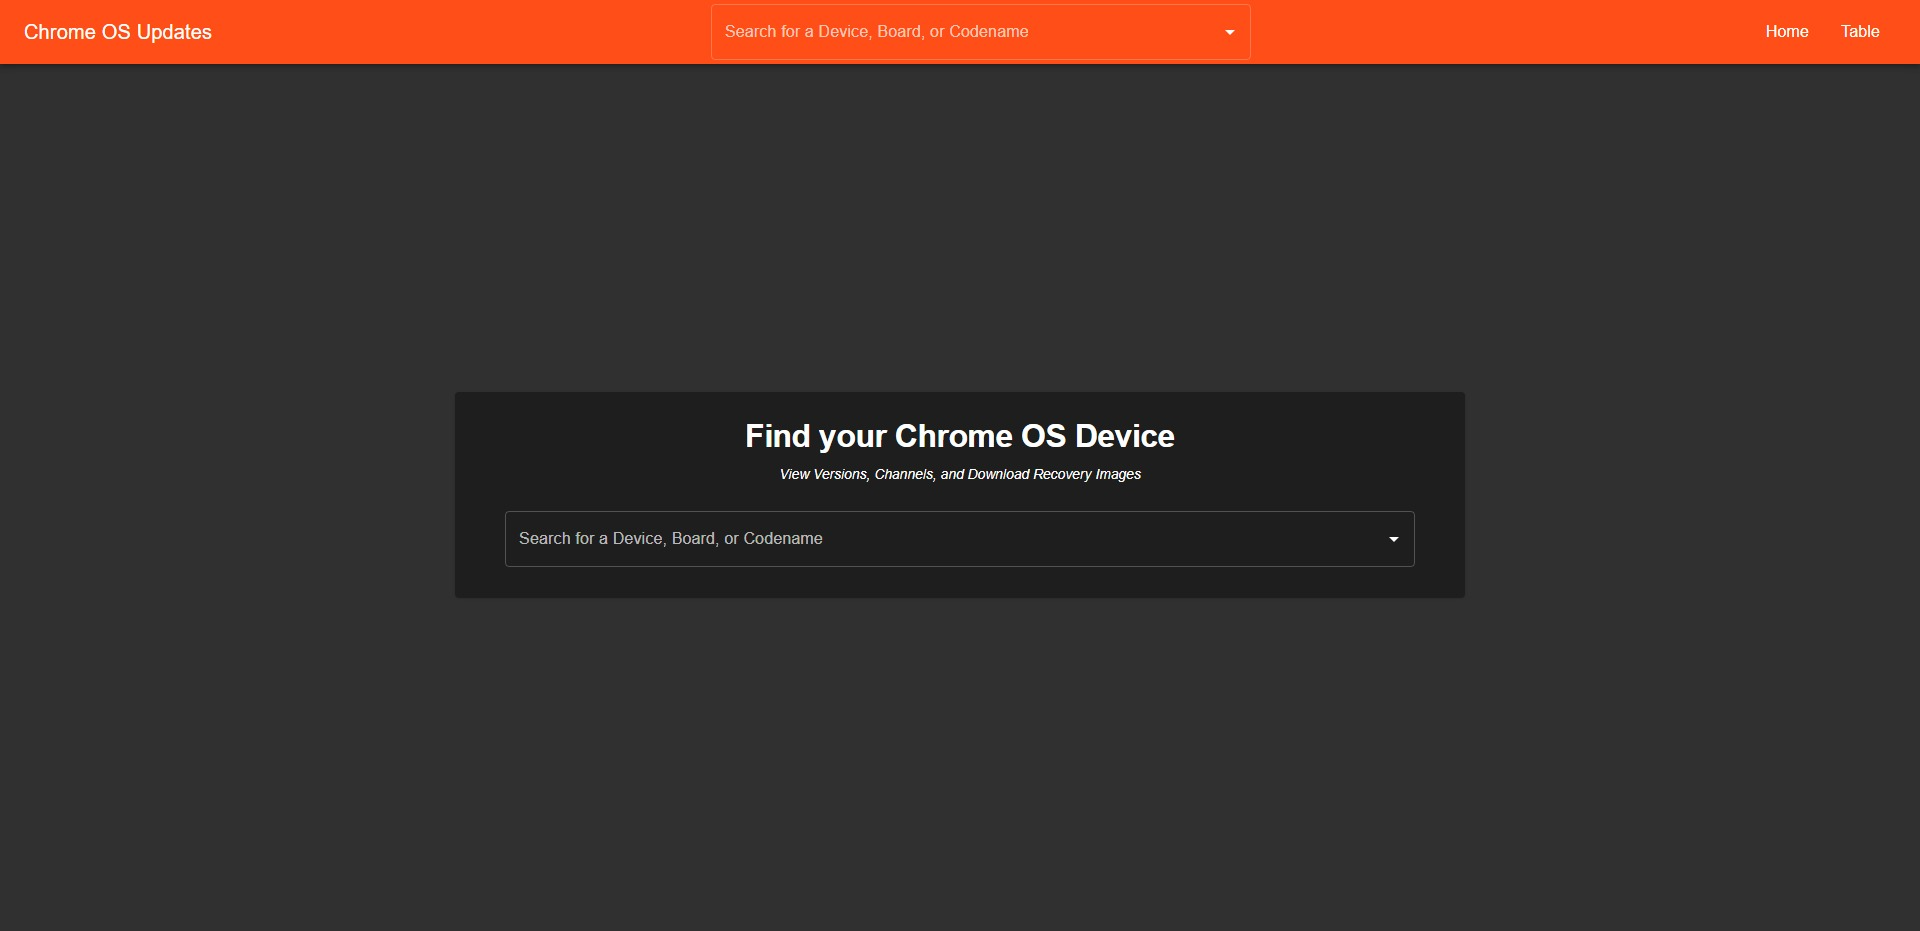 Chrome OS Updates
Search for a Device, Board, or Codename
Home
Table
Find your Chrome OS Device
View Versions, Channels, and Download Recovery Images
Search for a Device, Board, or Codename